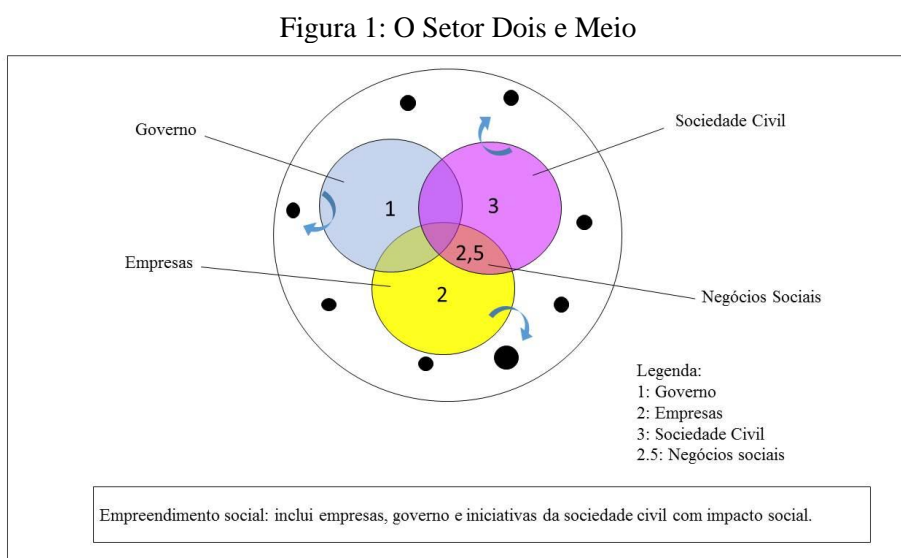 Figura 1: O Setor Dois e Meio
Governo
Sociedade Civil
1
3
Empresas
2,5
2
Negócios Sociais
Legenda:
1: Governo
2: Empresas
3: Sociedade Civil
2.5: Negócios sociais
Empreendimento social: inclui empresas, governo e iniciativas da sociedade civil com impacto social.